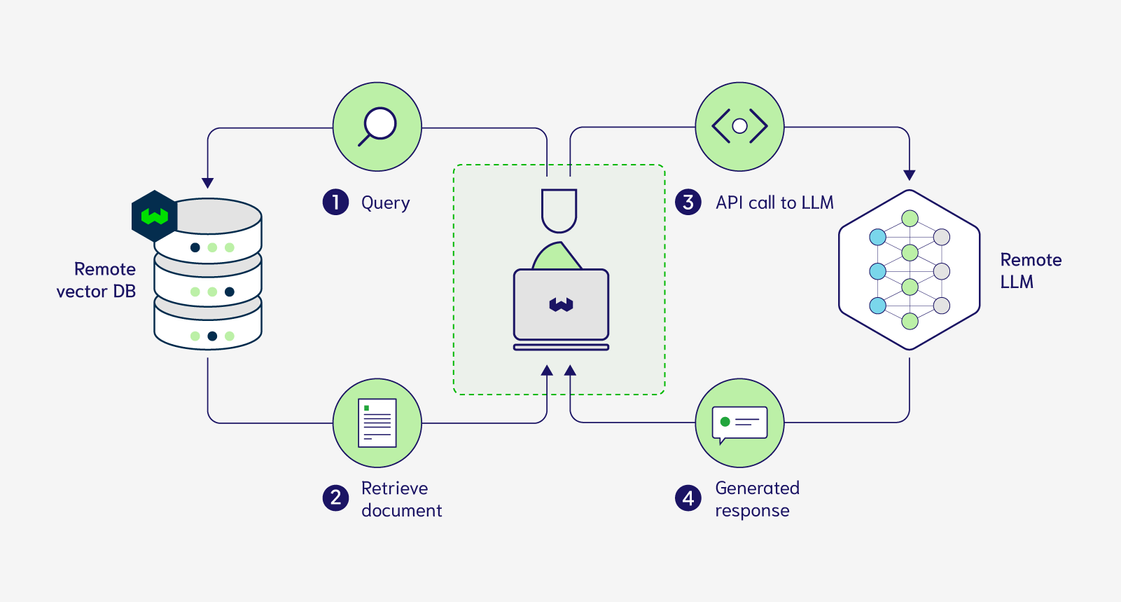 1 Query
3 API call to LLM
Remote
vector DB
Remote
LLM
2 Retrieve
document
4 Generated
response